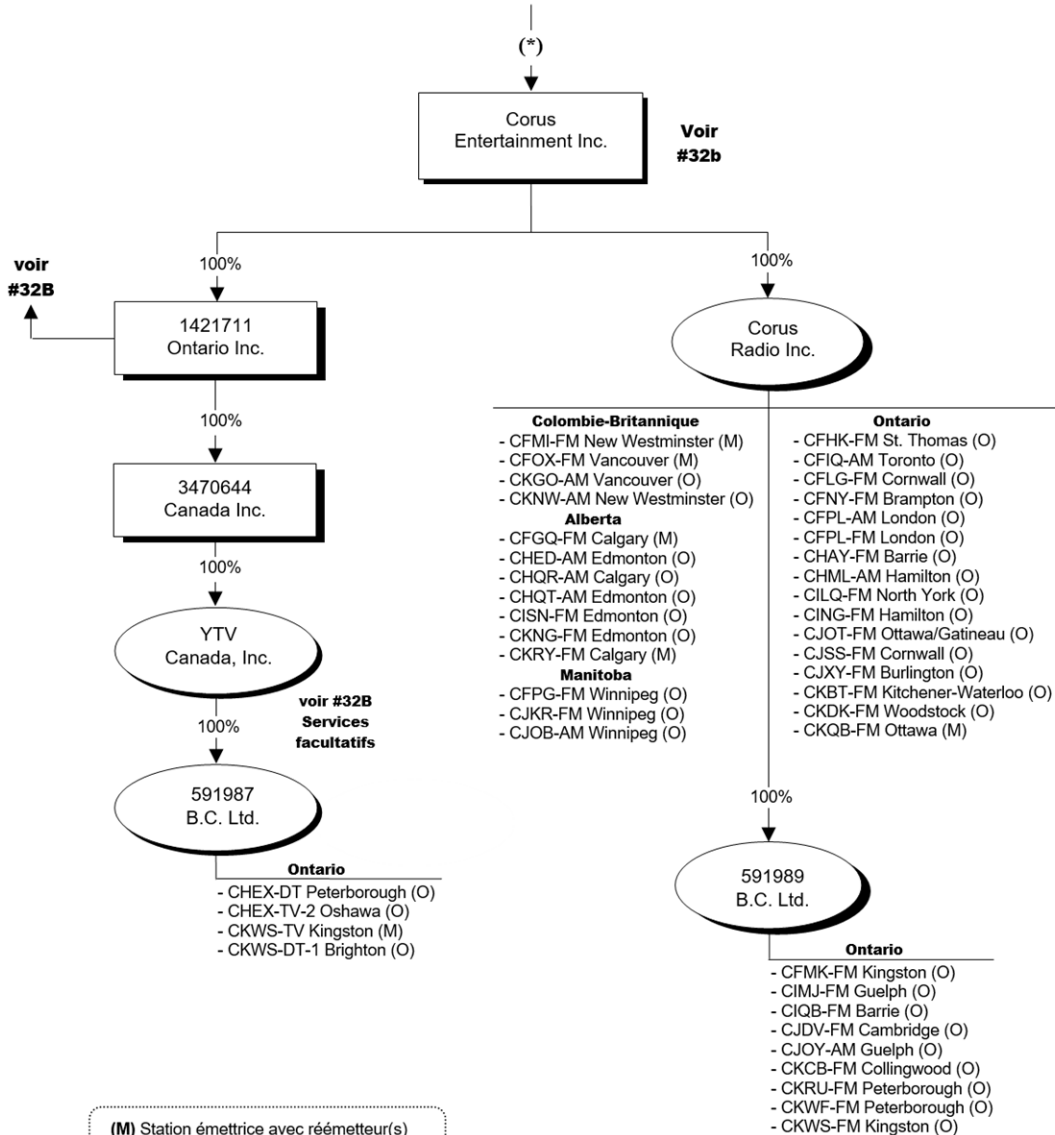 (*)
Corus
Entertainment Inc.
Voir
#32b
voir
#32B
100%
1421711
Ontario Inc.
100%
3470644
Canada Inc.
100%
YTV
Canada, Inc.
voir #32B
Services
facultatifs
100%
591987
B.C. Ltd.
Ontario
- CHEX-DT Peterborough (O)
- CHEX-TV-2 Oshawa (O)
- CKWS-TV Kingston (M)
- CKWS-DT-1 Brighton (O)
100%
Corus
Radio Inc.
Colombie-Britannique
- CFMI-FM New Westminster (M)
- CFOX-FM Vancouver (M)
- CKGO-AM Vancouver (O)
- CKNW-AM New Westminster (O)
Alberta
- CFGQ-FM Calgary (M)
- CHED-AM Edmonton (O)
- CHQR-AM Calgary (O)
- CHQT-AM Edmonton (O)
- CISN-FM Edmonton (O)
- CKNG-FM Edmonton (O)
- CKRY-FM Calgary (M)
Manitoba
- CFPG-FM Winnipeg (O)
- CJKR-FM Winnipeg (O)
- CJOB-AM Winnipeg (O)
Ontario
- CFHK-FM St. Thomas (O)
- CFIQ-AM Toronto (O)
- CFLG-FM Cornwall (O)
- CFNY-FM Brampton (O)
- CFPL-AM London (O)
- CFPL-FM London (O)
- CHAY-FM Barrie (O)
- CHML-AM Hamilton (O)
- CILQ-FM North York (O)
- CING-FM Hamilton (O)
- CJOT-FM Ottawa/Gatineau (O)
- CJSS-FM Cornwall (O)
- CJXY-FM Burlington (O)
- CKBT-FM Kitchener-Waterloo (O)
- CKDK-FM Woodstock (O)
- CKQB-FM Ottawa (M)
100%
591989
B.C. Ltd.
Ontario
- CFMK-FM Kingston (O)
- CIMJ-FM Guelph (O)
- CIQB-FM Barrie (O)
- CJDV-FM Cambridge (O)
- CJOY-AM Guelph (O)
- CKCB-FM Collingwood (O)
- CKRU-FM Peterborough (O)
- CKWF-FM Peterborough (O)
- CKWS-FM Kingston (O)
(M) Station émettrice avec réémetteur(s)